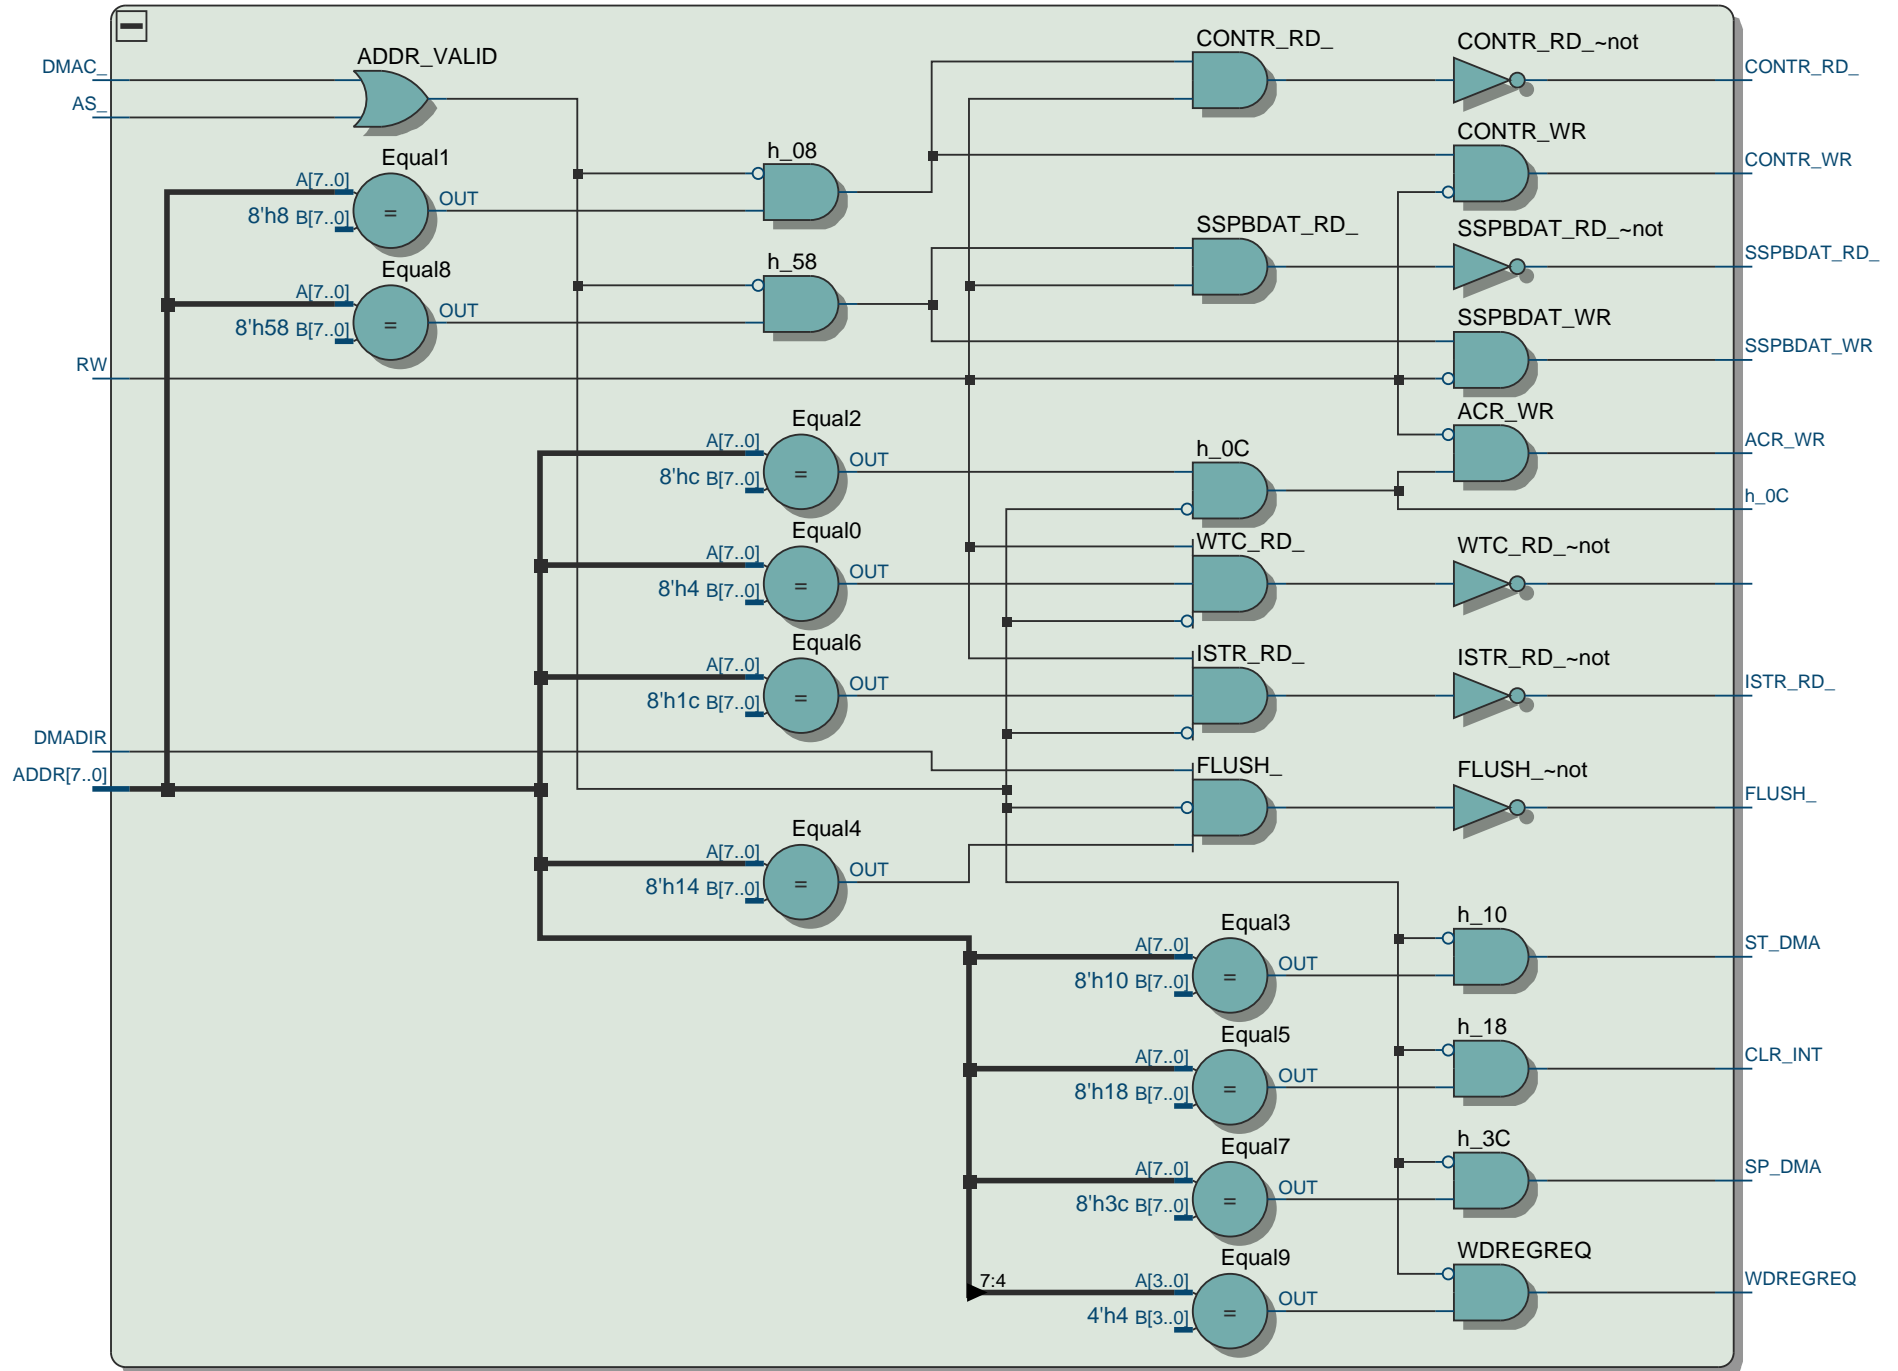 DMAC_
AS_
ADDR_VALID
CONTR_RD_
CONTR_RD_~not
CONTR_RD_
CONTR_WR
CONTR_WR
Equal1
A[7..0]
8'h8 B[7..0]
=
OUT
h_08
SSPBDAT_RD_
SSPBDAT_RD_~not
SSPBDAT_RD_
Equal8
A[7..0]
8'h58 B[7..0]
=
OUT
h_58
SSPBDAT_WR
SSPBDAT_WR
RW
Equal2
A[7..0]
8'hc B[7..0]
=
OUT
h_0C
ACR_WR
ACR_WR
h_0C
Equal0
A[7..0]
8'h4 B[7..0]
=
OUT
WTC_RD_
WTC_RD_~not
Equal6
A[7..0]
8'h1c B[7..0]
=
OUT
ISTR_RD_
ISTR_RD_~not
ISTR_RD_
DMADIR
ADDR[7..0]
FLUSH_
FLUSH_~not
FLUSH_
Equal4
A[7..0]
8'h14 B[7..0]
=
OUT
Equal3
A[7..0]
8'h10 B[7..0]
=
OUT
h_10
ST_DMA
Equal5
A[7..0]
8'h18 B[7..0]
=
OUT
h_18
CLR_INT
Equal7
A[7..0]
8'h3c B[7..0]
=
OUT
h_3C
SP_DMA
Equal9
7:4
A[3..0]
4'h4 B[3..0]
=
OUT
WDREGREQ
WDREGREQ